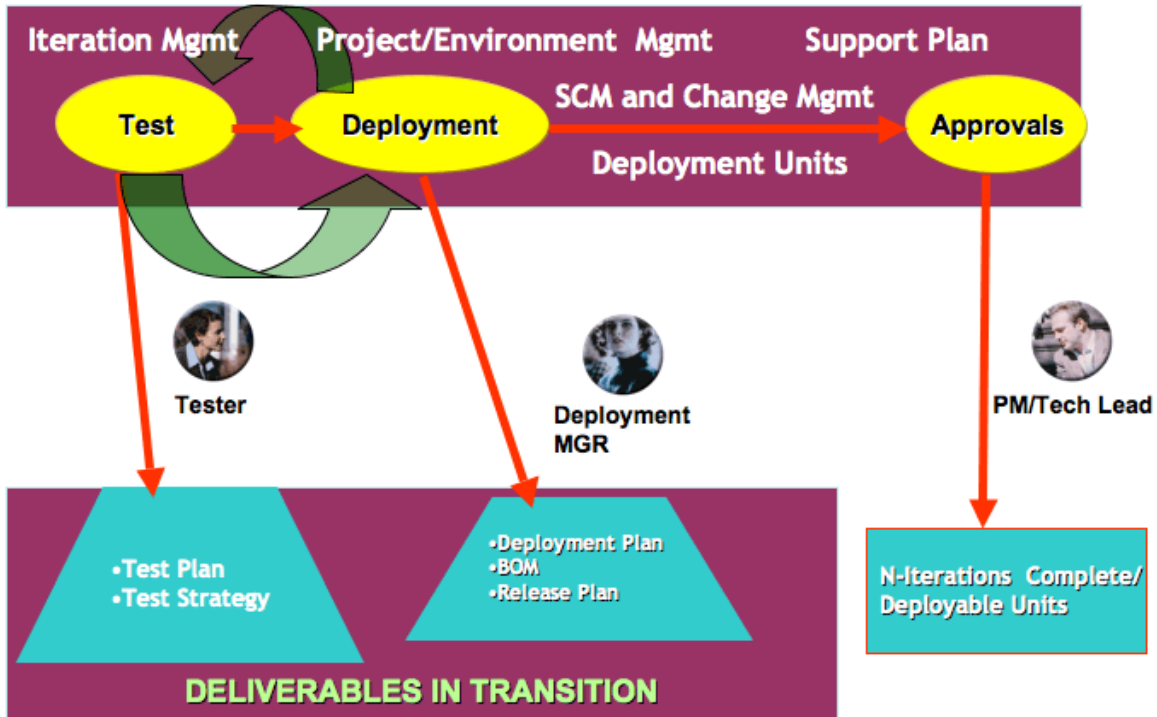 Iteration Mgmt
Project/Environment Mgmt
Support Plan
SCM and Change Mgmt
Test
Deployment
Approvals
Deployment Units
Tester
Deployment
MGR
PM/Tech Lead
•Test Plan
•Test Strategy
•Deployment Plan
•BOM
•Release Plan
N-Iterations Complete/
Deployable Units
DELIVERABLES IN TRANSITION